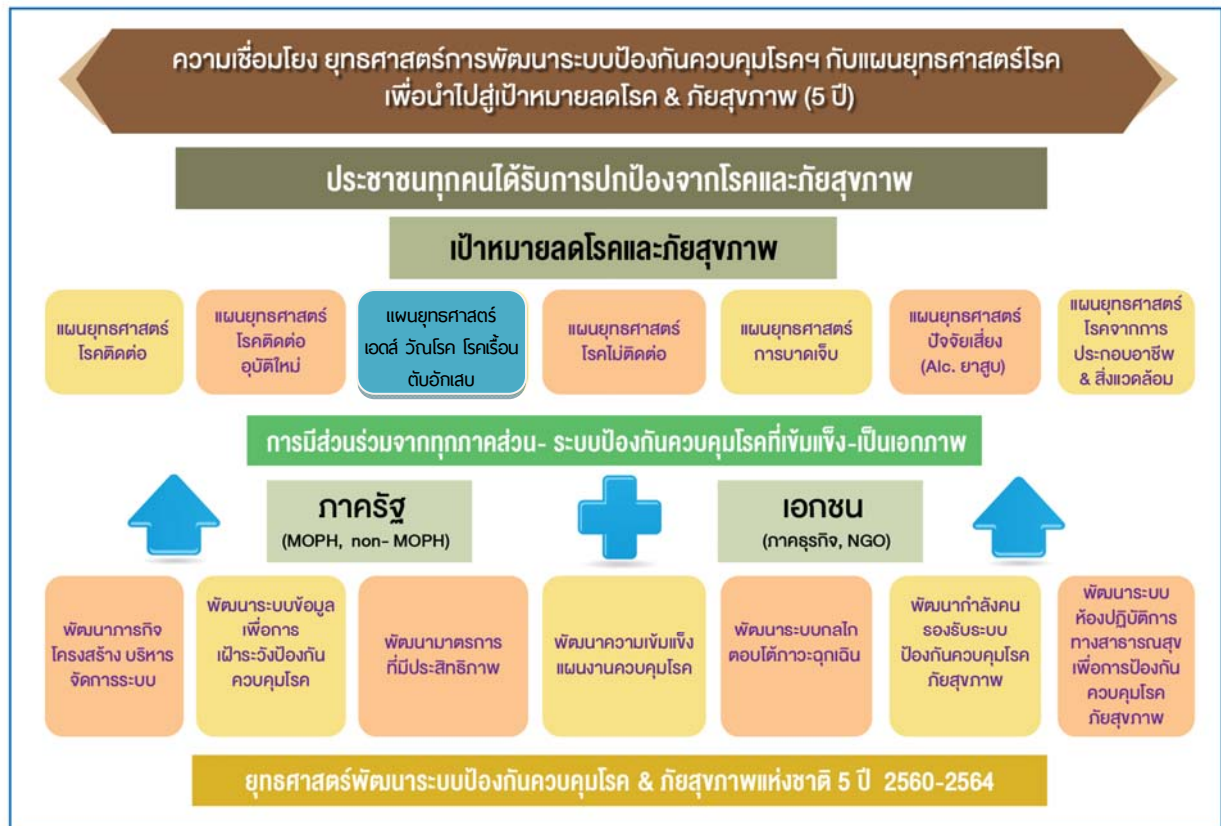 ความเชื่อมโยง ยุทธศาสตร์การพัฒนาระบบป้องกันควบคุมโรคฯ กับแผนยุทธศาสตร์โรค
เพื่อนำไปสู่เป้าหมายลดโรค & ภัยสุขภาพ (5 ปี)
ประชาชนทุกคนได้รับการปกป้องจากโรคและภัยสุขภาพ
เป้าหมายลดโรคและภัยสุขภาพ
แผนยุทธศาสตร์
โรคติดต่อ
แผนยุทธศาสตร์
โรคติดต่อ
อุบัติใหม่
แผนยุทธศาสตร์
เอดส์ วัณโรค โรคเรื้อน
ตับอักเสบ
แผนยุทธศาสตร์
โรคไม่ติดต่อ
แผนยุทธศาสตร์
การบาดเจ็บ
แผนยุทธศาสตร์
ปัจจัยเสี่ยง
(Alc. ยาสูบ)
แผนยุทธศาสตร์
โรคจากการ
ประกอบอาชีพ
& สิ่งแวดล้อม
การมีส่วนร่วมจากทุกภาคส่วน- ระบบป้องกันควบคุมโรคที่เข้มแข็ง-เป็นเอกภาพ
ภาครัฐ
(MOPH, non- MOPH)
เอกชน
(ภาคธุรกิจ, NGO)
พัฒนาภารกิจ
โครงสร้าง บริหาร
จัดการระบบ
พัฒนาระบบข้อมูล
เพื่อการ
เฝ้าระวังป้องกัน
ควบคุมโรค
พัฒนามาตรการ
ที่มีประสิทธิภาพ
พัฒนาความเข้มแข็ง
แผนงานควบคุมโรค
พัฒนาระบบกลไก
ตอบโต้ภาวะฉุกเฉิน
พัฒนากำลังคน
รองรับระบบ
ป้องกันควบคุมโรค
ภัยสุขภาพ
พัฒนาระบบ
ห้องปฏิบัติการ
ทางสาธารณสุข
เพื่อการป้องกัน
ควบคุมโรค
ภัยสุขภาพ
ยุทธศาสตร์พัฒนาระบบป้องกันควบคุมโรค & ภัยสุขภาพแห่งชาติ 5 ปี 2560-2564